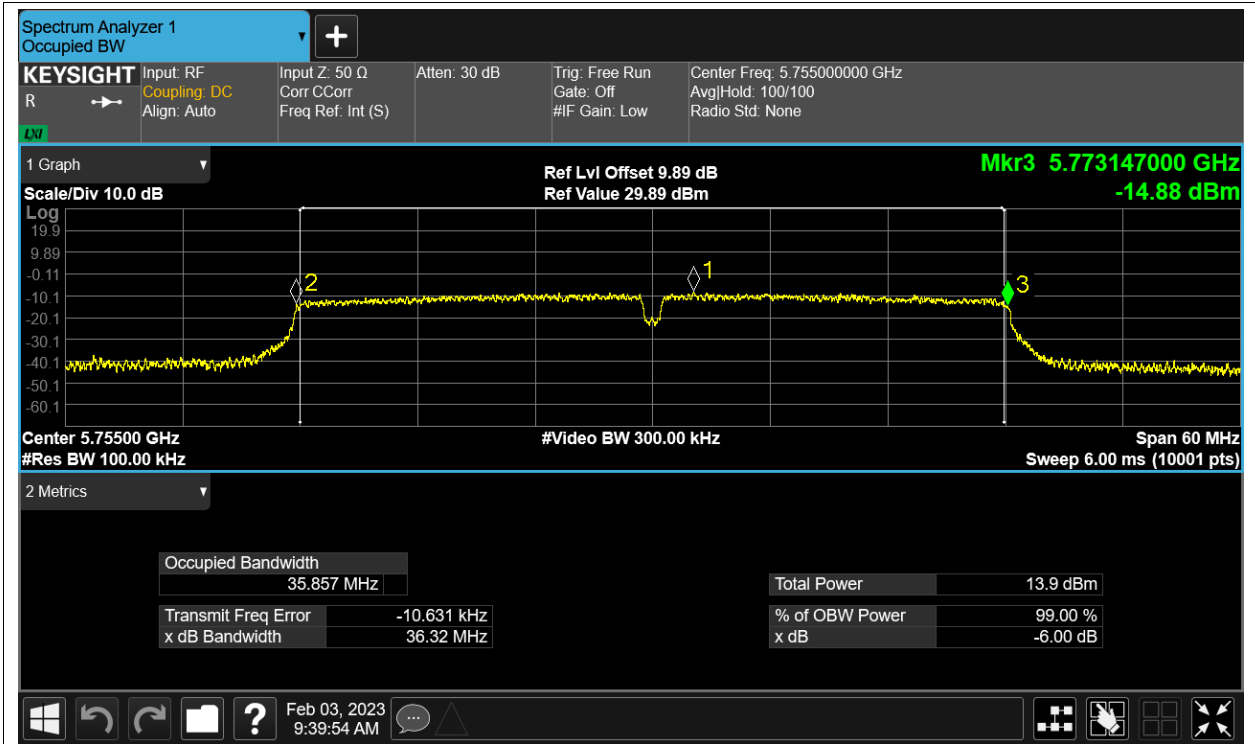 Spectrum Analyzer 1
Occupied BW
KEYSIGHT
R
LXI
Input: RF
Coupling: DC
Align: Auto
Input Z: 50 Ω
Corr CCorr
Freq Ref: Int (S)
Atten: 30 dB
Trig: Free Run
Gate: Off
#IF Gain: Low
Center Freq: 5.755000000 GHz
Avg|Hold: 100/100
Radio Std: None
1 Graph
Scale/Div 10.0 dB
Ref Lvl Offset 9.89 dB
Ref Value 29.89 dBm
Mkr3 5.773147000 GHz
-14.88 dBm
Log
19.9
9.89
-0.11
-10.1
-20.1
-30.1
-40.1
-50.1
-60.1
2
1
3
Center 5.75500 GHz
#Res BW 100.00 kHz
#Video BW 300.00 kHz
Span 60 MHz
Sweep 6.00 ms (10001 pts)
2 Metrics
Occupied Bandwidth
35.857 MHz
Transmit Freq Error -10.631 kHz
x dB Bandwidth 36.32 MHz
Total Power 13.9 dBm
% of OBW Power 99.00 %
x dB -6.00 dB
?
Feb 03, 2023
9:39:54 AM